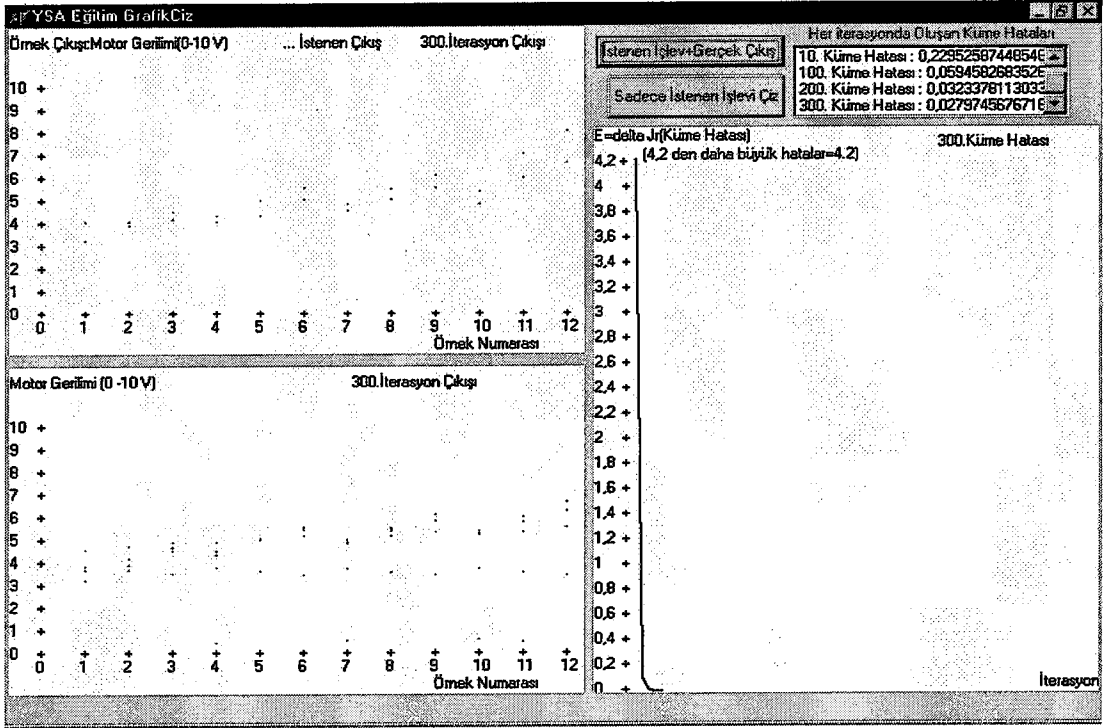 YSA Eğitim GrafikCiz
Örnek Çıkışı:Motor Gerilimi(0-10 V) ... İstenen Çıkış 300.İterasyon Çıkışı
10
9
8
7
6
5
4
3
2
1
0
0 1 2 3 4 5 6 7 8 9 10 11 12
Örnek Numarası
Motor Gerilimi (0 -10 V) 300.İterasyon Çıkışı
10
9
8
7
6
5
4
3
2
1
0
0 1 2 3 4 5 6 7 8 9 10 11 12
Örnek Numarası
İstenen İşlev+Gerçek Çıkış
Sadece İstenen İşlevi Çiz
Her iterasyonda Oluşan Küme Hataları
10. Küme Hatası : 0,2295258744854
100. Küme Hatası : 0,059458268352
200. Küme Hatası : 0,032337811303
300. Küme Hatası : 0,027974567671
E=delta Jr(Küme Hatası) 300.Küme Hatası
(4,2 den daha büyük hatalar=4.2)
4,2
4
3,8
3,6
3,4
3,2
3
2,8
2,6
2,4
2,2
2
1,8
1,6
1,4
1,2
1
0,8
0,6
0,4
0,2
0
İterasyon